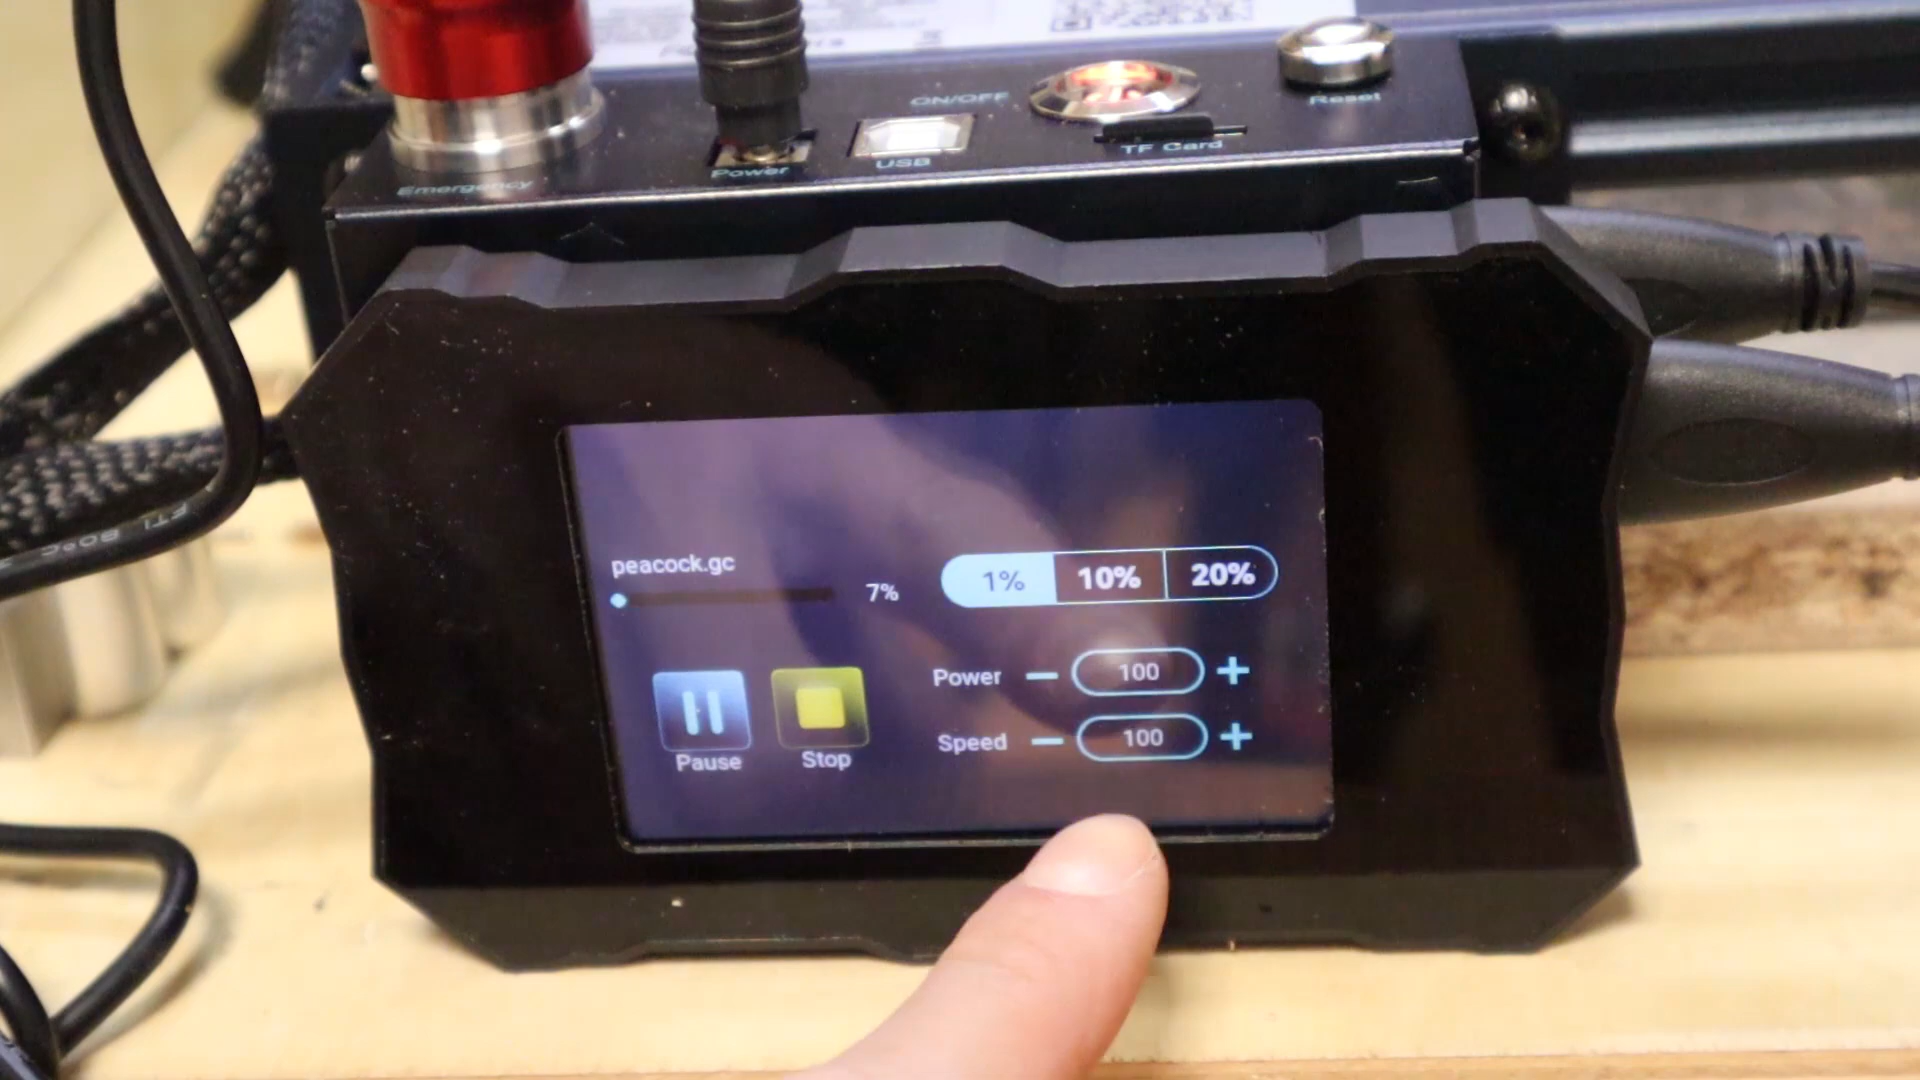 ON/OFF
Reset
USB
TF Card
Power
Emergency
peacock.gc
7%
1%
10%
20%
Power
100
Speed
100
Pause
Stop
80°C